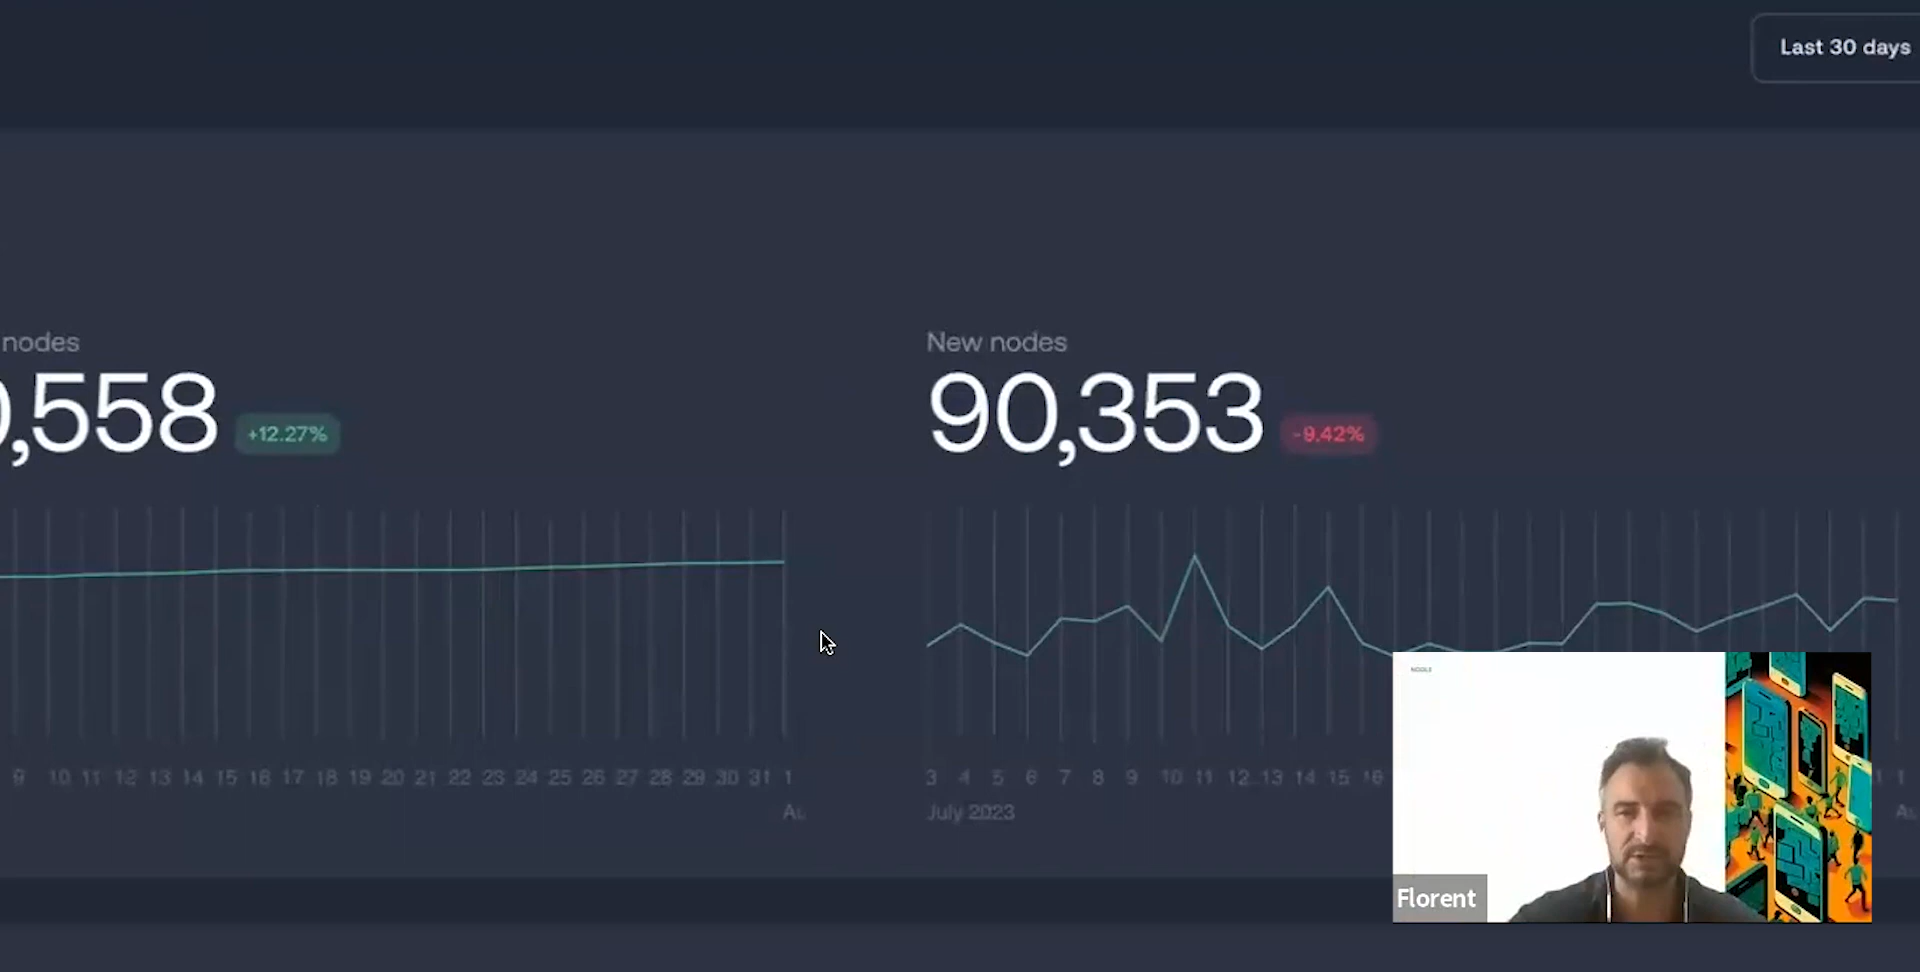 Last 30 days
nodes
,558
+12.27%
New nodes
90,353
-9.42%
9 10 11 12 13 14 15 16 17 18 19 20 21 22 23 24 25 26 27 28 29 30 31 1
3 4 5 6 7 8 9 10 11 12 13 14 15 16
1
July 2023
NODLE
Florent